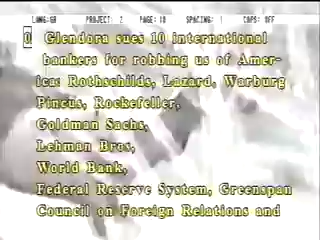 LANG:GR PROJECT: 2 PAGE:10 SPACING: 1 CAPS: OFF
0 Glendora sues 10 international
bankers for robbing us of Amer-
ica: Rothschilds, Lazard, Warburg
Pincus, Rockefeller,
Goldman Sachs,
Lehman Bros,
World Bank,
Federal Reserve System, Greenspan
Council on Foreign Relations and